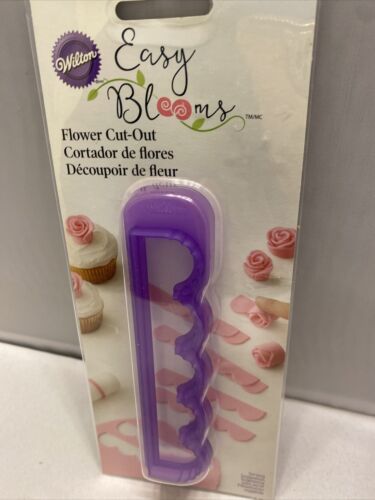 Wilton
Easy
Blooms
TM/MC
Flower Cut-Out
Cortador de flores
Découpoir de fleur